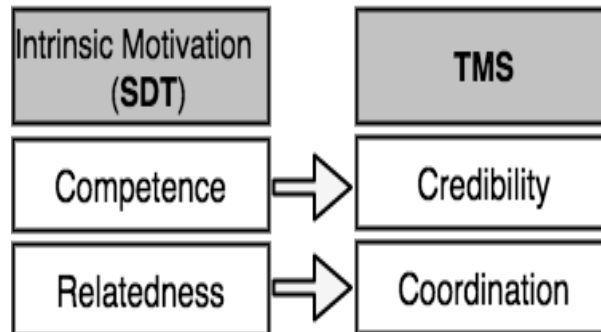 Intrinsic Motivation
(SDT)
TMS
Competence
Credibility
Relatedness
Coordination